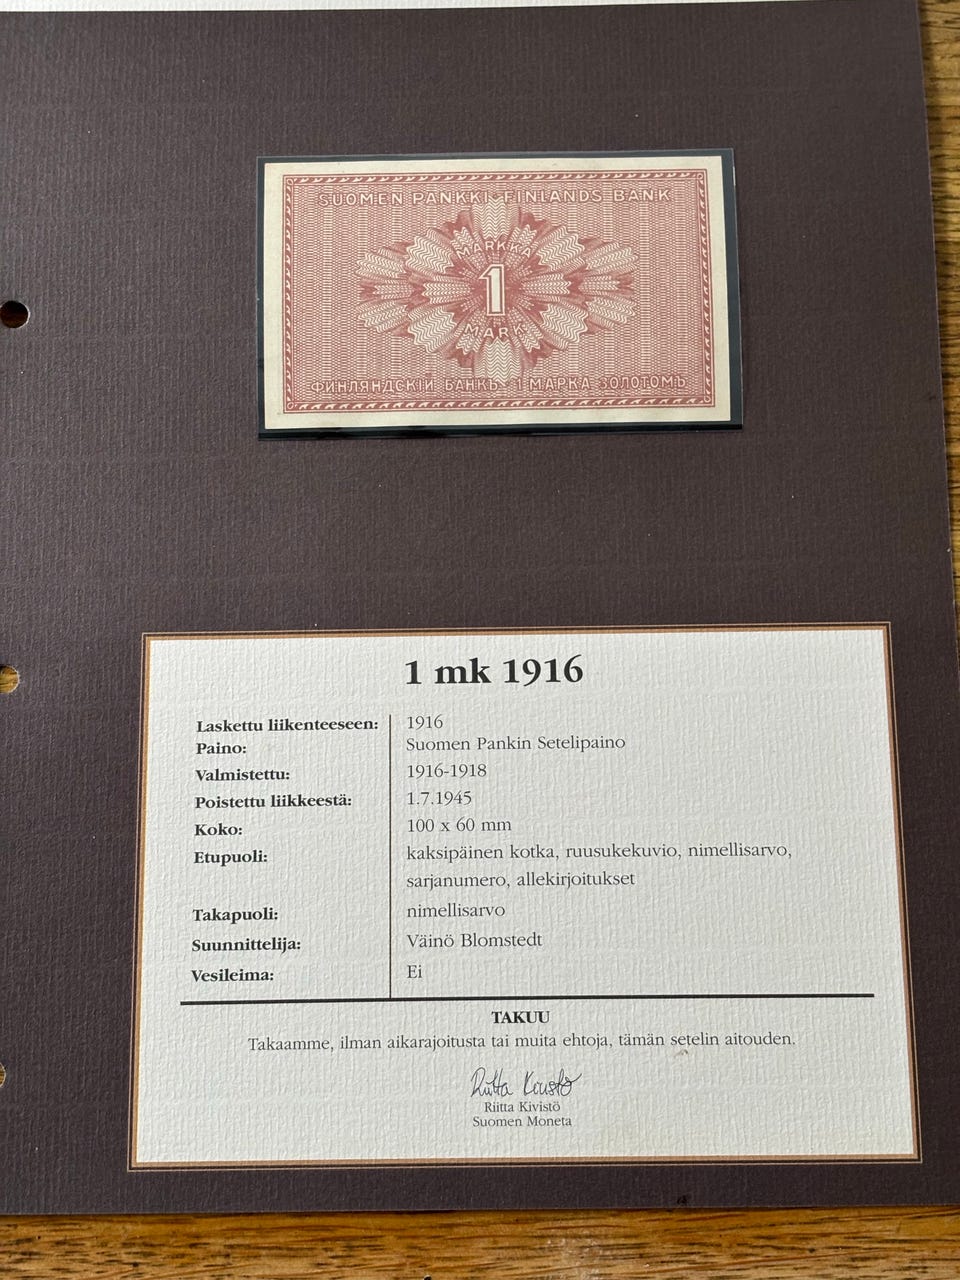 SUOMEN PANKKI·FINLANDS BANK
MARKKA
1
MARK
ФИНЛЯНДСКІЙ БАНКЪ·1 МАРКА ЗОЛОТОМЪ
1 mk 1916
Laskettu liikenteeseen: 1916
Paino: Suomen Pankin Setelipaino
Valmistettu: 1916-1918
Poistettu liikkeestä: 1.7.1945
Koko: 100 x 60 mm
Etupuoli: kaksipäinen kotka, ruusukekuvio, nimellisarvo,
sarjanumero, allekirjoitukset
Takapuoli: nimellisarvo
Suunnittelija: Väinö Blomstedt
Vesileima: Ei
TAKUU
Takaamme, ilman aikarajoitusta tai muita ehtoja, tämän setelin aitouden.
Riitta Kivistö
Riitta Kivistö
Suomen Moneta